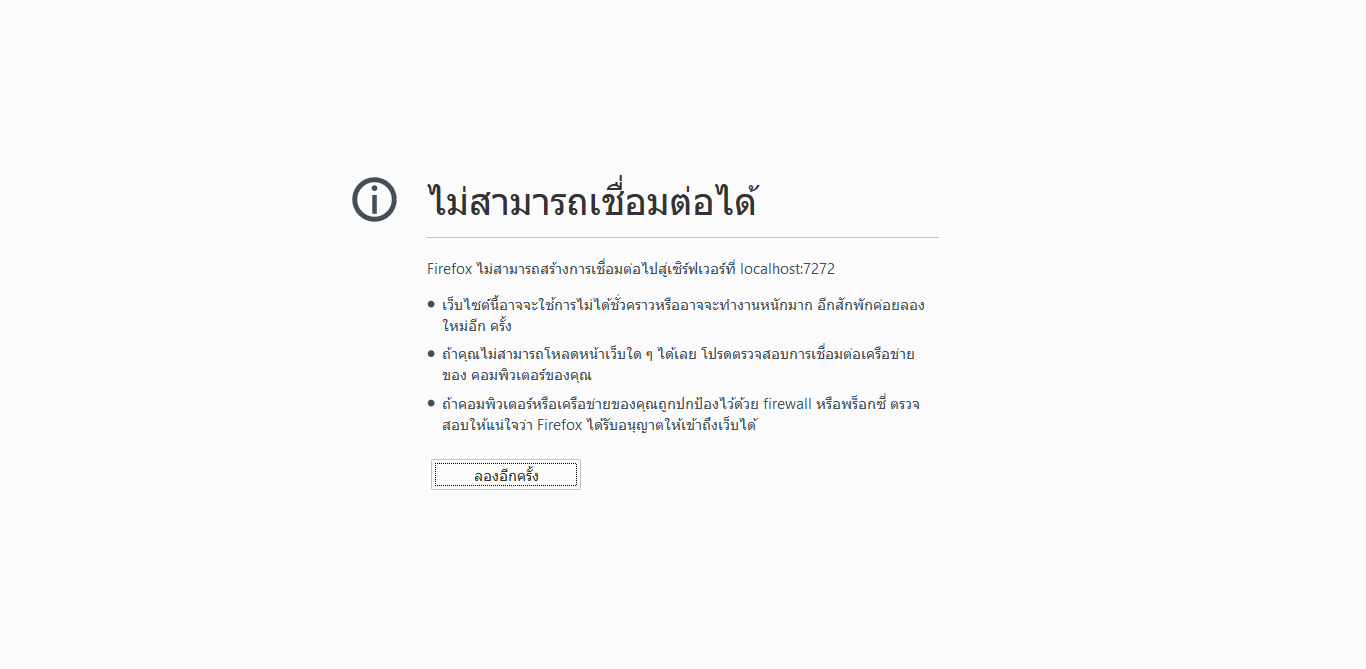 ไม่สามารถเชื่อมต่อได้
Firefox ไม่สามารถสร้างการเชื่อมต่อไปสู่เซิร์ฟเวอร์ที่ localhost:7272
เว็บไซต์นี้อาจจะใช้การไม่ได้ชั่วคราวหรืออาจจะทำงานหนักมาก อีกสักพักค่อยลอง
ใหม่อีก ครั้ง
ถ้าคุณไม่สามารถโหลดหน้าเว็บใด ๆ ได้เลย โปรดตรวจสอบการเชื่อมต่อเครือข่าย
ของ คอมพิวเตอร์ของคุณ
ถ้าคอมพิวเตอร์หรือเครือข่ายของคุณถูกปกป้องไว้ด้วย firewall หรือพร็อกซี่ ตรวจ
สอบให้แน่ใจว่า Firefox ได้รับอนุญาตให้เข้าถึงเว็บได้
ลองอีกครั้ง